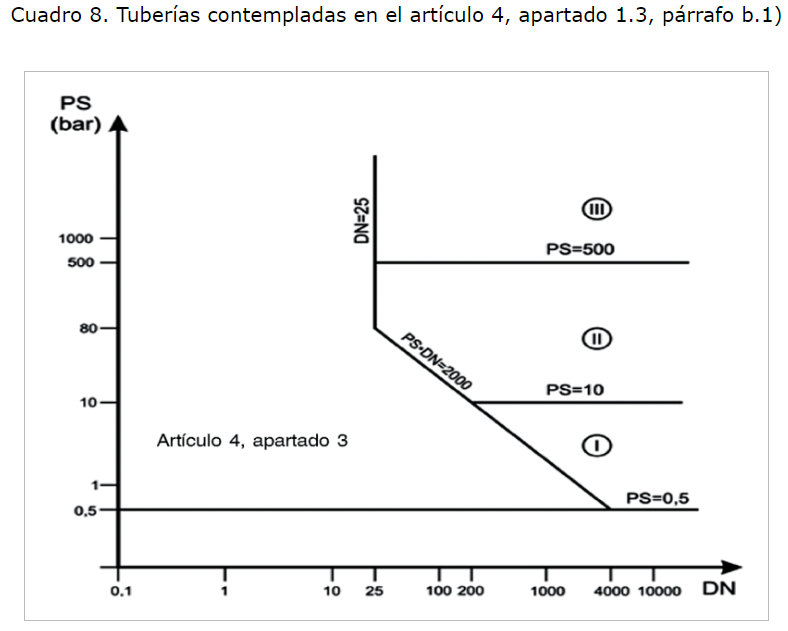 Cuadro 8. Tuberías contempladas en el artículo 4, apartado 1.3, párrafo b.1)
PS
(bar)
DN=25
III
1000
PS=500
500
80
PS·DN=2000
II
PS=10
10
Artículo 4, apartado 3
I
1
PS=0,5
0,5
0.1
1
10
25
100
200
1000
4000
10000
DN